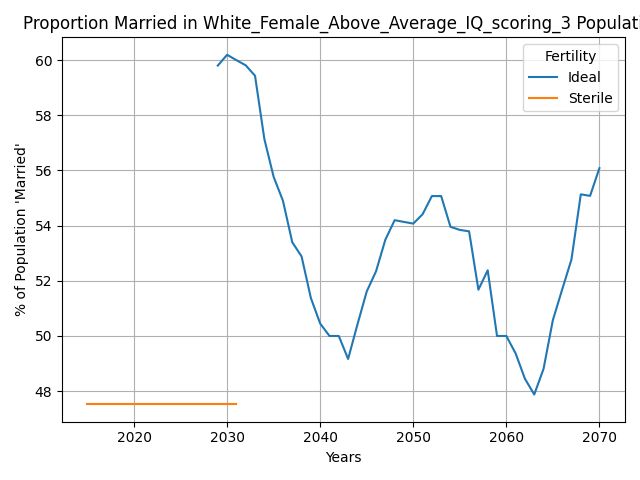 Proportion Married in White_Female_Above_Average_IQ_scoring_3 Populati
Fertility
Ideal
Sterile
% of Population 'Married'
60
58
56
54
52
50
48
2020 2030 2040 2050 2060 2070
Years